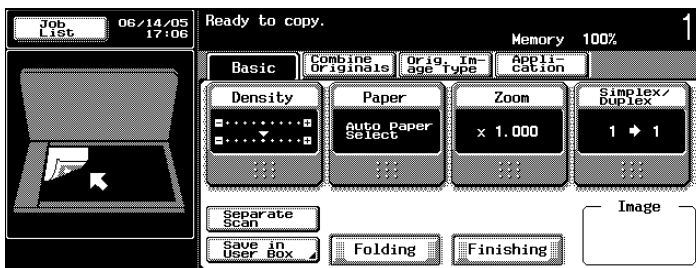 Job
List
06/14/05
17:06
Ready to copy.
Memory 100%
1
Basic
Combine
Originals
Orig. Im-
age Type
Appli-
cation
Density
Paper
Auto Paper
Select
Zoom
× 1.000
Simplex/
Duplex
1 ➔ 1
Separate
Scan
Save in
User Box
Folding
Finishing
Image